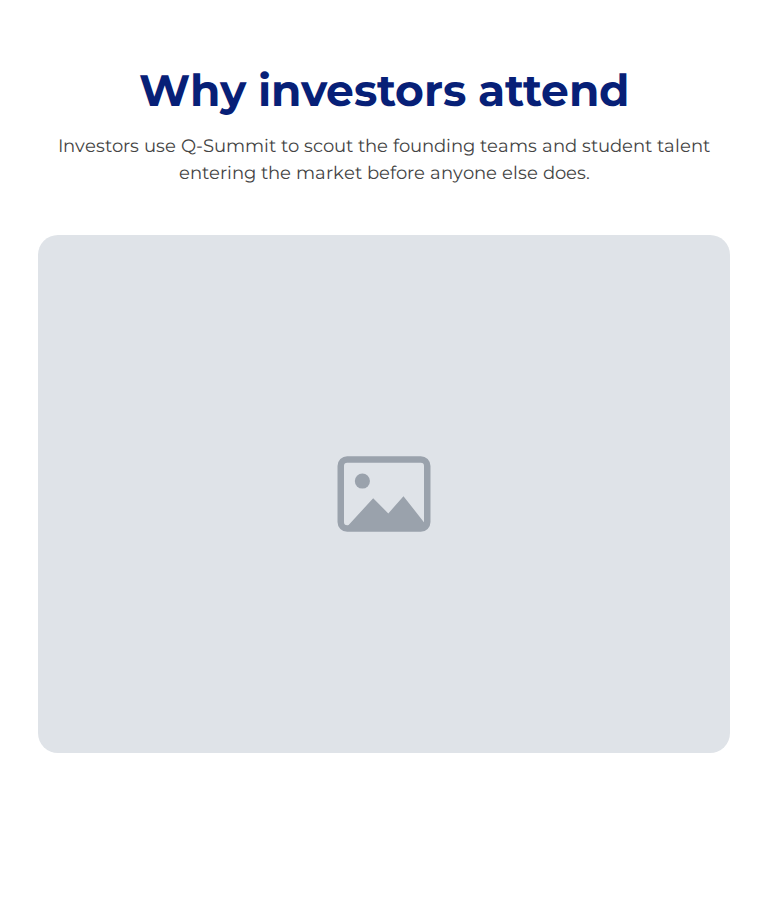 Why investors attend
Investors use Q-Summit to scout the founding teams and student talent
entering the market before anyone else does.